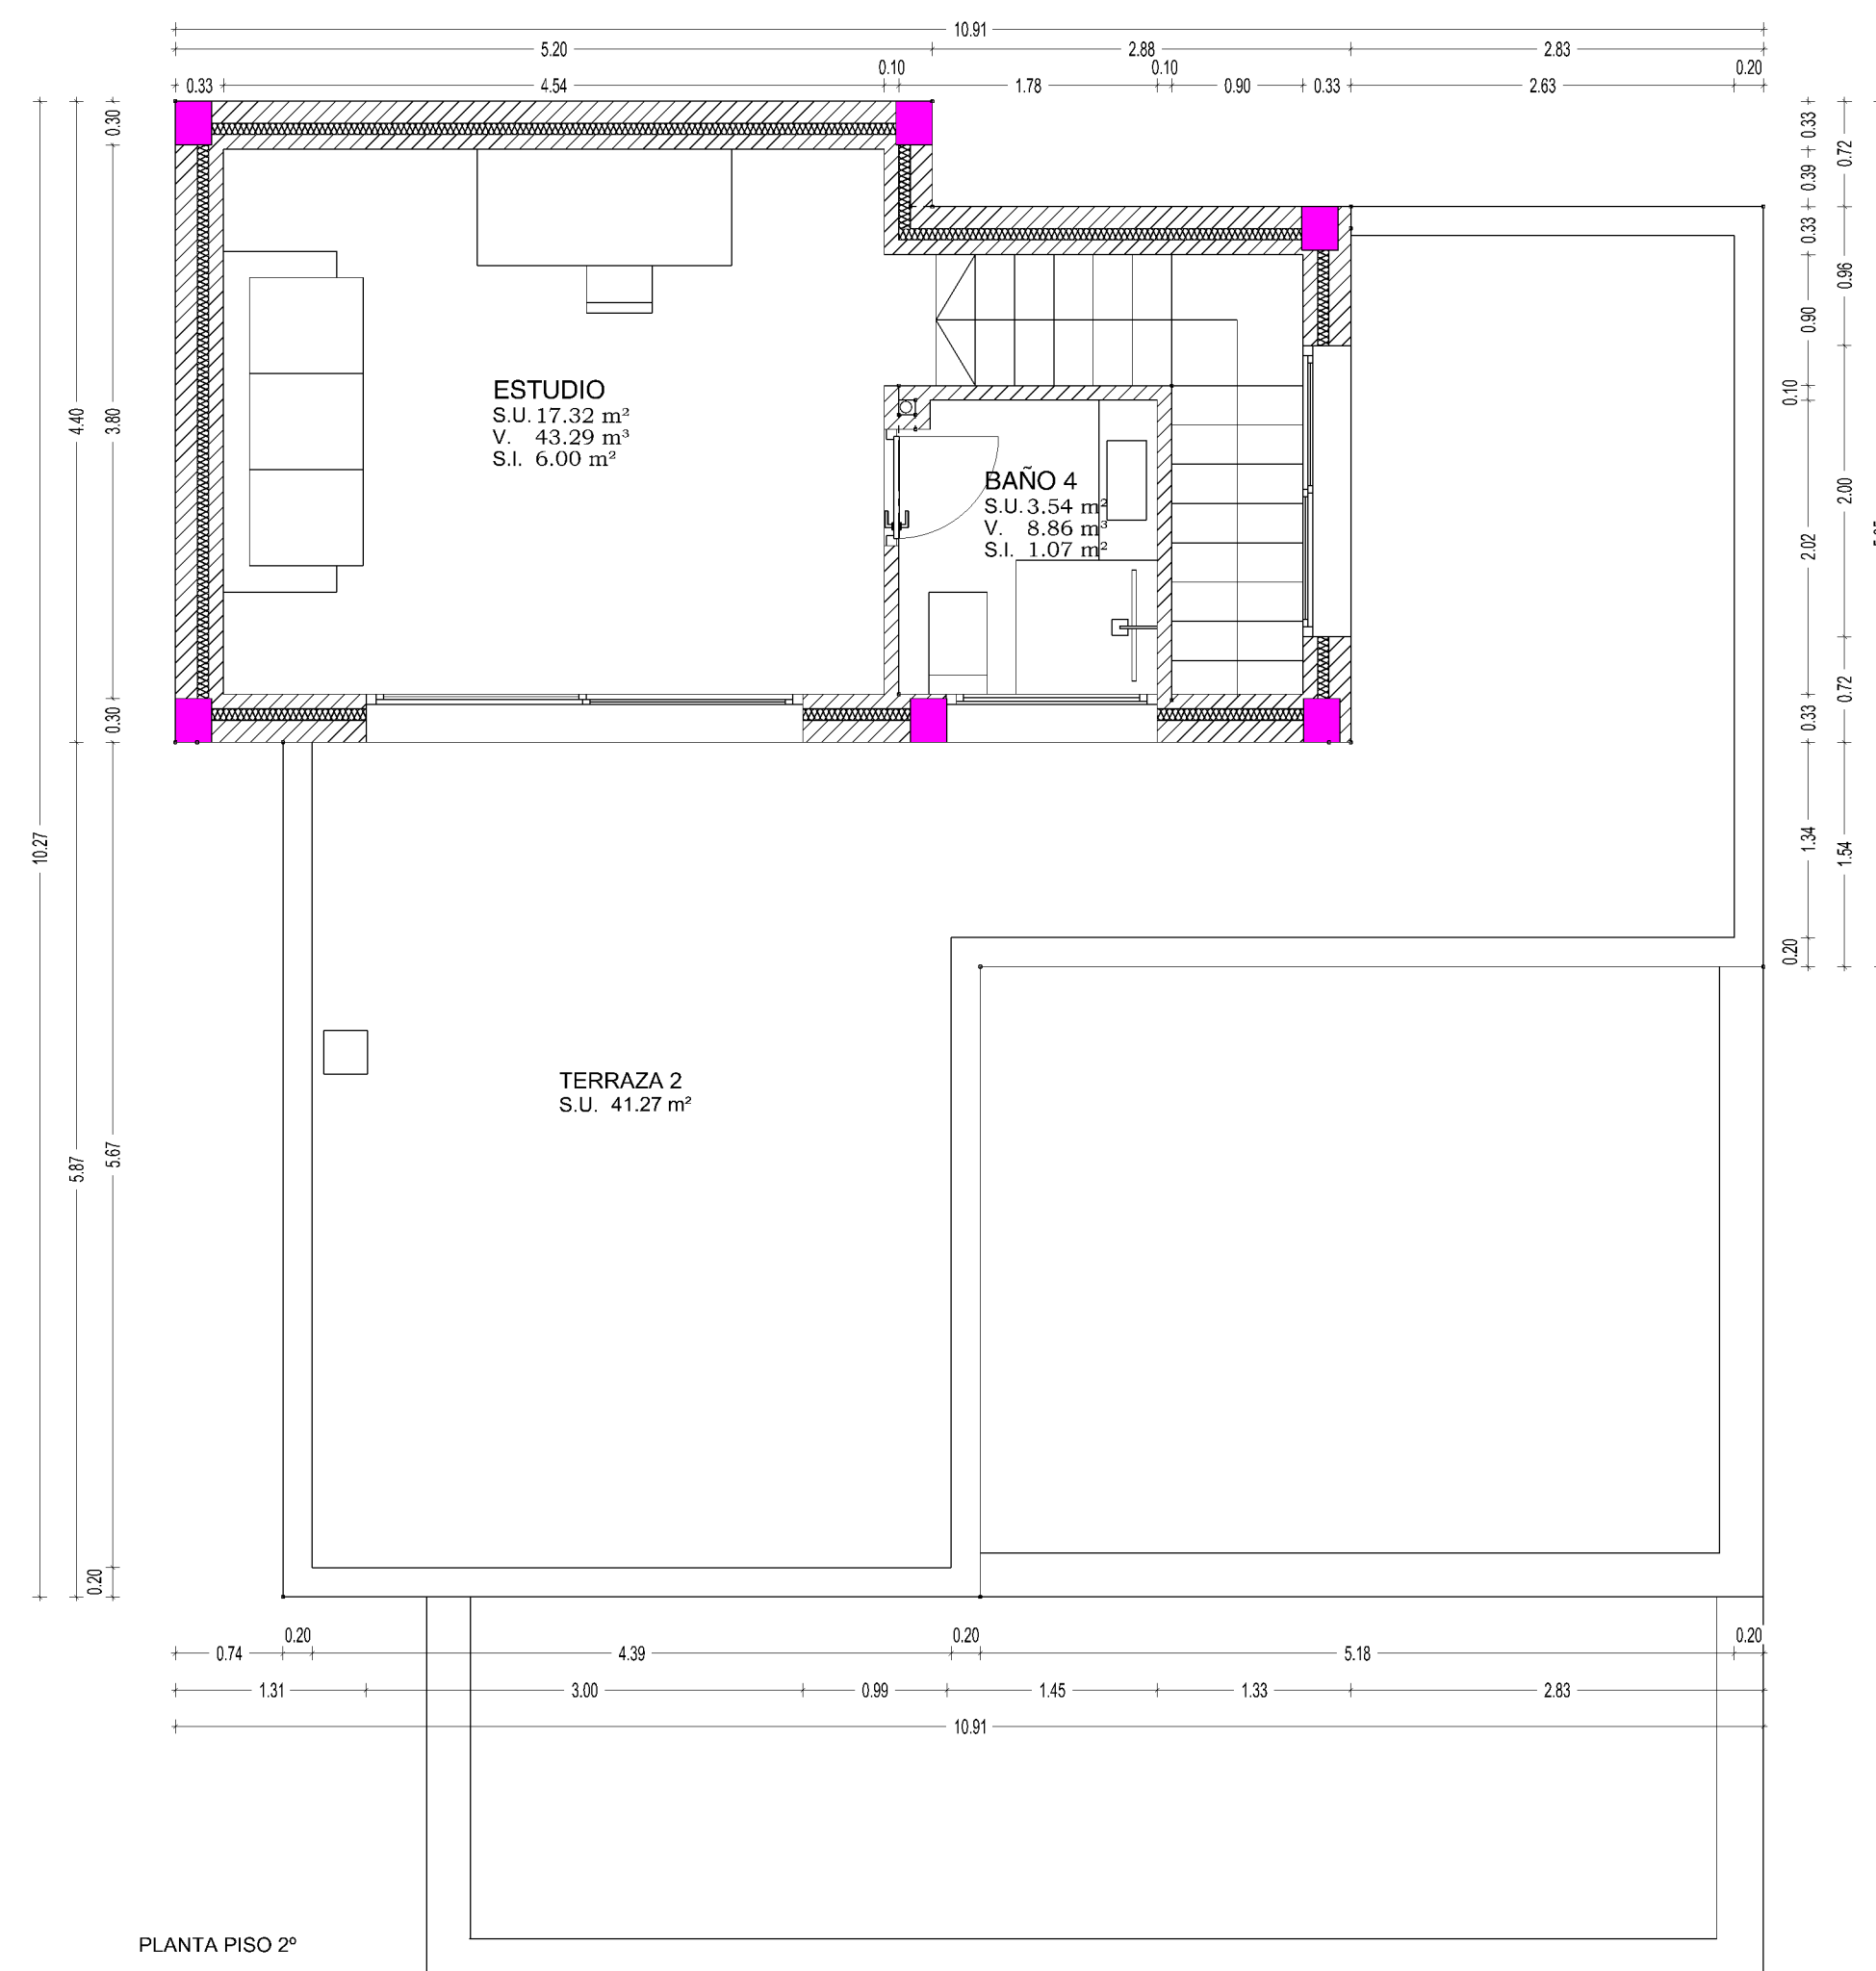 10.91
5.20 2.88 2.83
0.10 0.10 0.20
0.33 4.54 1.78 0.90 0.33 2.63
0.30 3.80 0.30 5.67 0.20
4.40 5.87
10.27
0.33 0.39 0.33 0.90 0.10 2.02 0.33 1.34 0.20
0.72 0.96 2.00 0.72 1.54
ESTUDIO
S.U. 17.32 m²
V. 43.29 m³
S.I. 6.00 m²
BAÑO 4
S.U. 3.54 m²
V. 8.86 m³
S.I. 1.07 m²
TERRAZA 2
S.U. 41.27 m²
0.20 0.20 0.20
0.74 4.39 5.18
1.31 3.00 0.99 1.45 1.33 2.83
10.91
PLANTA PISO 2º